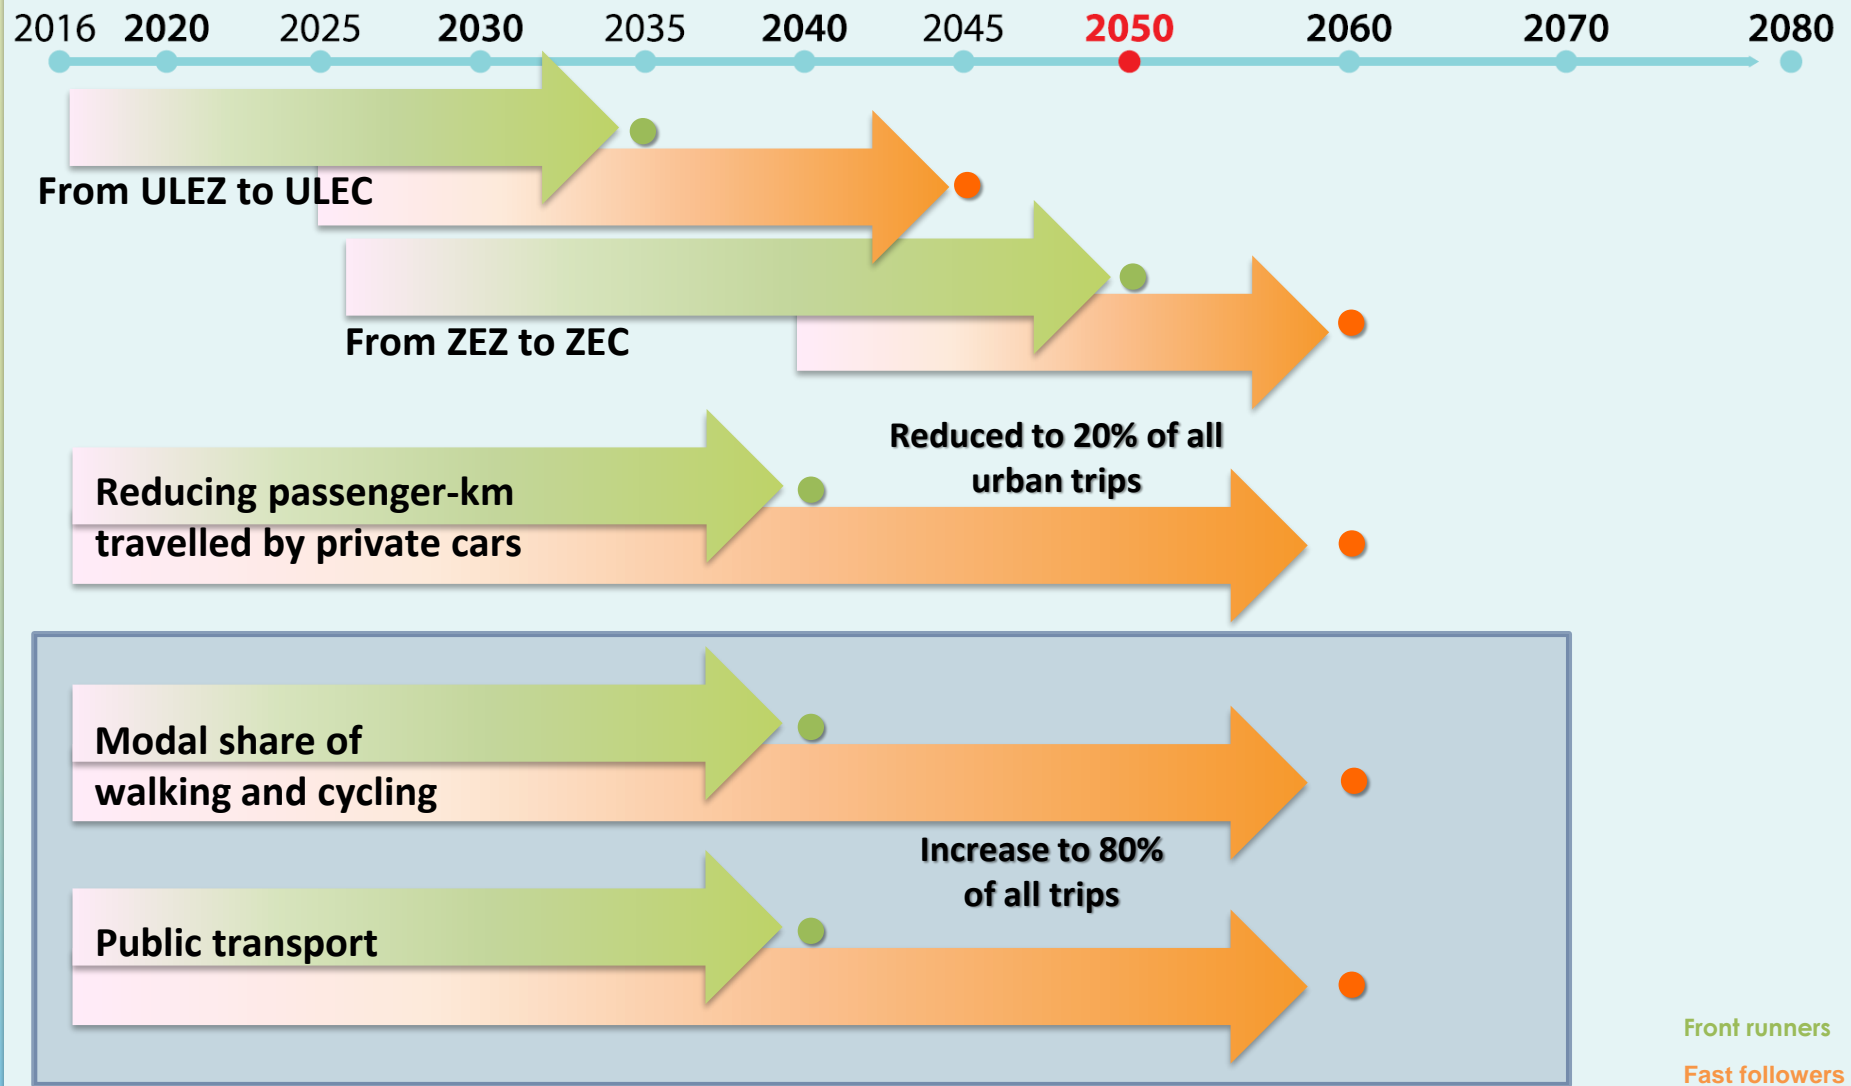 2016 2020 2025 2030 2035 2040 2045 2050 2060 2070 2080
From ULEZ to ULEC
From ZEZ to ZEC
Reduced to 20% of all
urban trips
Reducing passenger-km
travelled by private cars
Modal share of
walking and cycling
Increase to 80%
of all trips
Public transport
Front runners
Fast followers